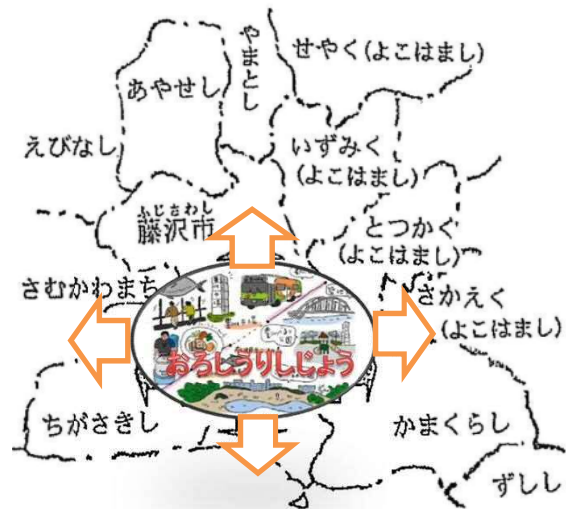 せやく(よこはまし)
やまとし
あやせし
いずみく
(よこはまし)
えびなし
ふじさわし
藤沢市
とつかく
(よこはまし)
さむかわまち
さかえく
(よこはまし)
おろしうりしじょう
ちがさきし
かまくらし
ずしし